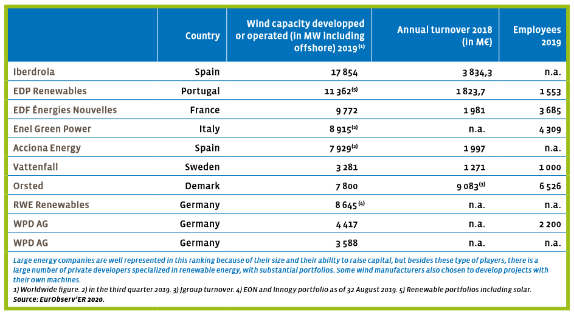 Country
Wind capacity developped
or operated (in MW including
offshore) 2019⁽¹⁾
Annual turnover 2018
(in M€)
Employees
2019
Iberdrola Spain 17 854 3 834,3 n.a.
EDP Renewables Portugal 11 362⁽⁵⁾ 1 823,7 1 553
EDF Énergies Nouvelles France 9 772 1 981 3 685
Enel Green Power Italy 8 915⁽²⁾ n.a. 4 309
Acciona Energy Spain 7 929⁽²⁾ 1 997 n.a.
Vattenfall Sweden 3 281 1 271 1 000
Orsted Demark 7 800 9 083⁽³⁾ 6 526
RWE Renewables Germany 8 645⁽⁴⁾ n.a. n.a.
WPD AG Germany 4 417 n.a. 2 200
WPD AG Germany 3 588 n.a. n.a.
Large energy companies are well represented in this ranking because of their size and their ability to raise capital, but besides these type of players, there is a
large number of private developers specialized in renewable energy, with substantial portfolios. Some wind manufacturers also chosen to develop projects with
their own machines.
1) Worldwide figure. 2) in the third quarter 2019. 3) Jgroup turnover. 4) EON and Innogy portfolio as of 32 August 2019. 5) Renewable portfolios including solar.
Source: EurObserv'ER 2020.